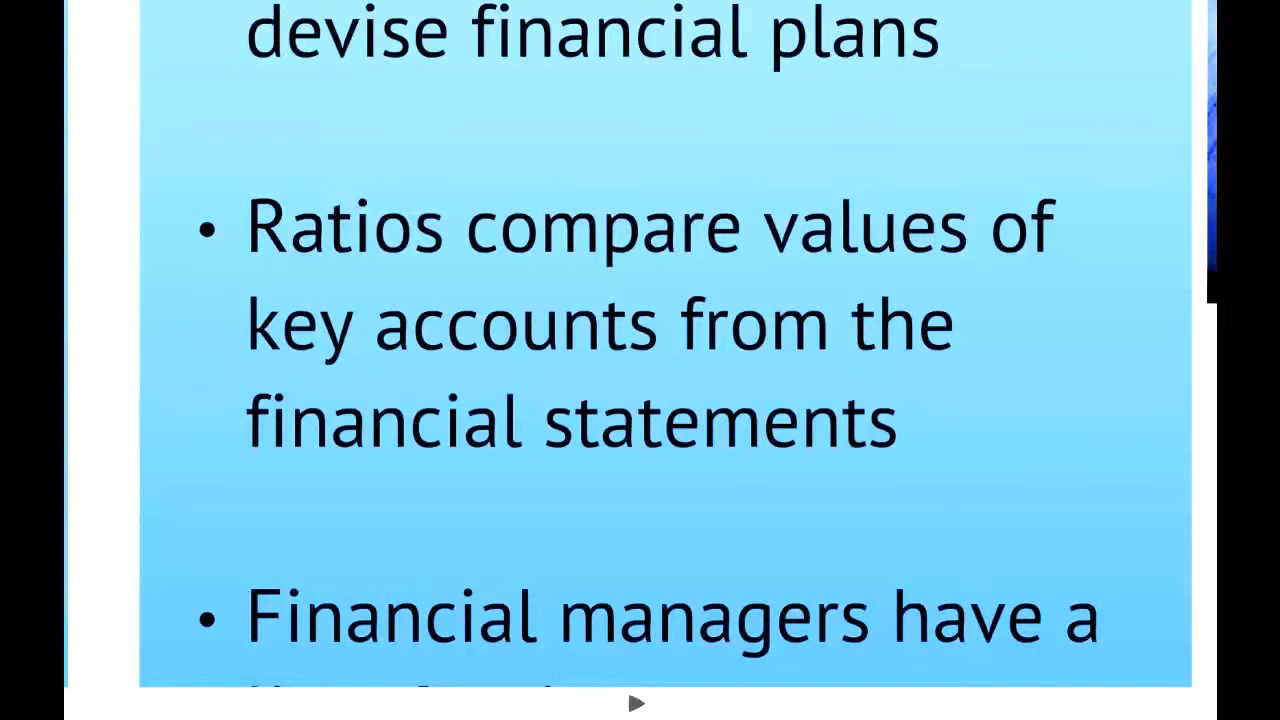 devise financial plans
• Ratios compare values of
key accounts from the
financial statements
• Financial managers have a